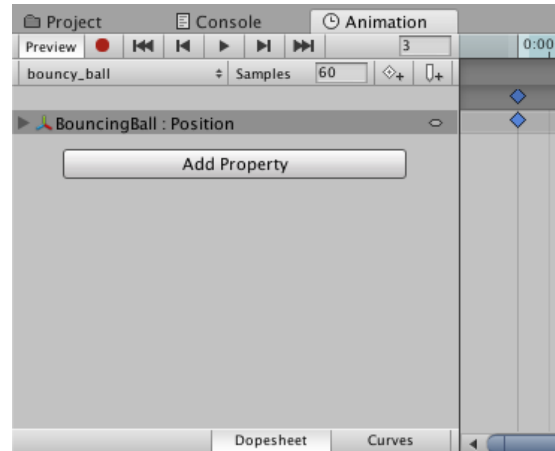 Project Console Animation
Preview 3 0:00
bouncy_ball Samples 60
BouncingBall : Position
Add Property
Dopesheet Curves